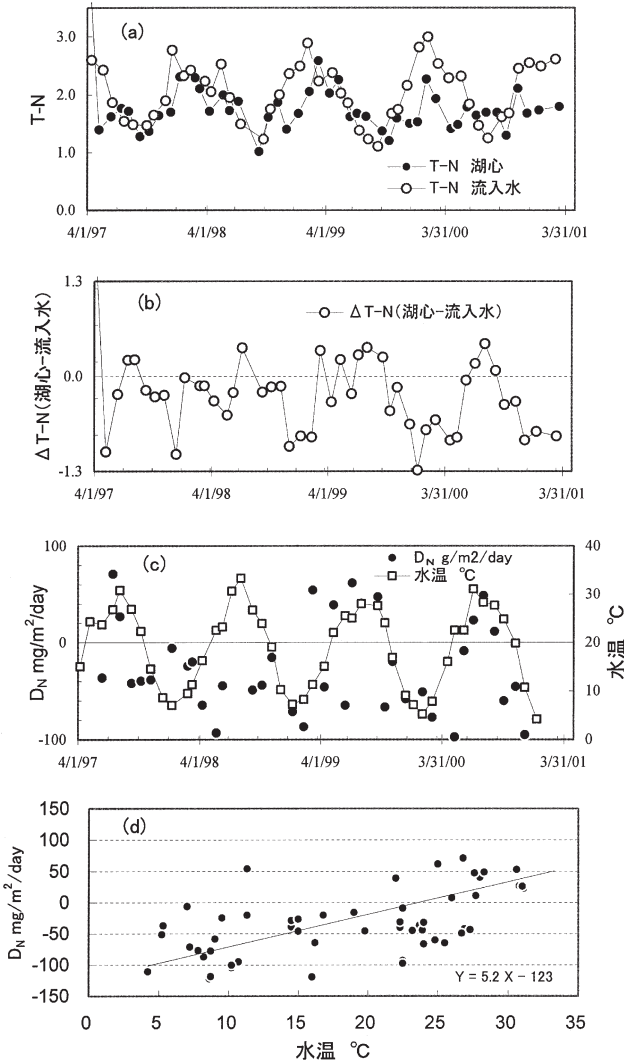 (a)
T-N
3.0
2.0
1.0
0.0
T-N 湖心
T-N 流入水
4/1/97
4/1/98
4/1/99
3/31/00
3/31/01
(b)
ΔT-N(湖心-流入水)
1.3
0.0
-1.3
ΔT-N(湖心-流入水)
4/1/97
4/1/98
4/1/99
3/31/00
3/31/01
(c)
DN mg/m²/day
100
0
-100
DN g/m2/day
水温 ℃
40
30
20
10
0
水温 ℃
4/1/97
4/1/98
4/1/99
3/31/00
3/31/01
(d)
DN mg/m²/day
150
100
50
0
-50
-100
-150
Y = 5.2 X - 123
0
5
10
15
20
25
30
35
水温 ℃